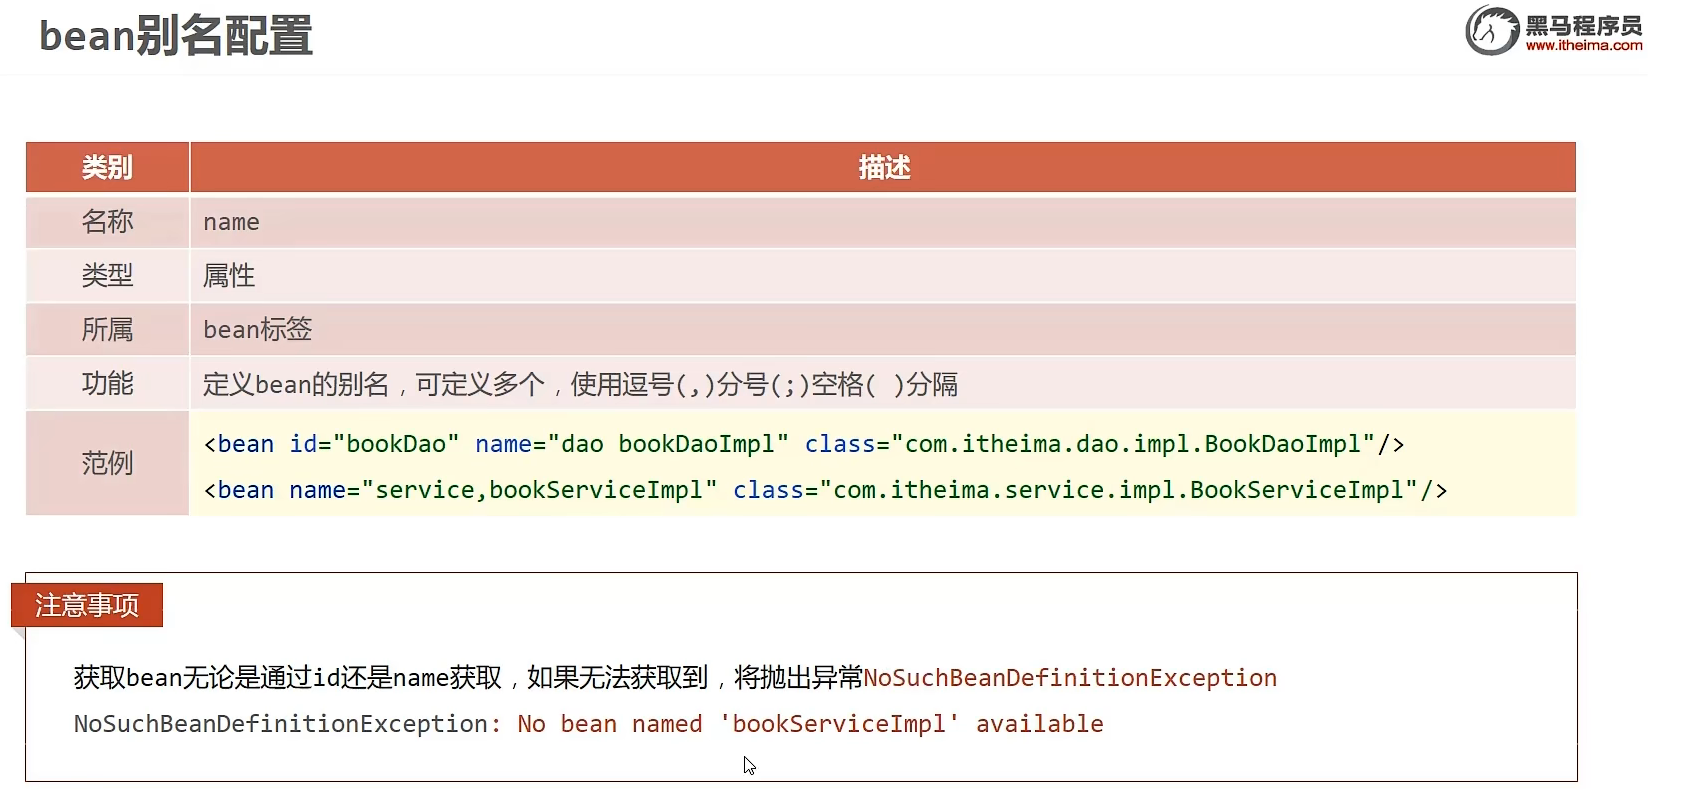 bean别名配置
黑马程序员
www.itheima.com
类别 描述
名称 name
类型 属性
所属 bean标签
功能 定义bean的别名，可定义多个，使用逗号(,)分号(;)空格( )分隔
范例
<bean id="bookDao" name="dao bookDaoImpl" class="com.itheima.dao.impl.BookDaoImpl"/>
<bean name="service,bookServiceImpl" class="com.itheima.service.impl.BookServiceImpl"/>
注意事项
获取bean无论是通过id还是name获取，如果无法获取到，将抛出异常NoSuchBeanDefinitionException
NoSuchBeanDefinitionException: No bean named 'bookServiceImpl' available